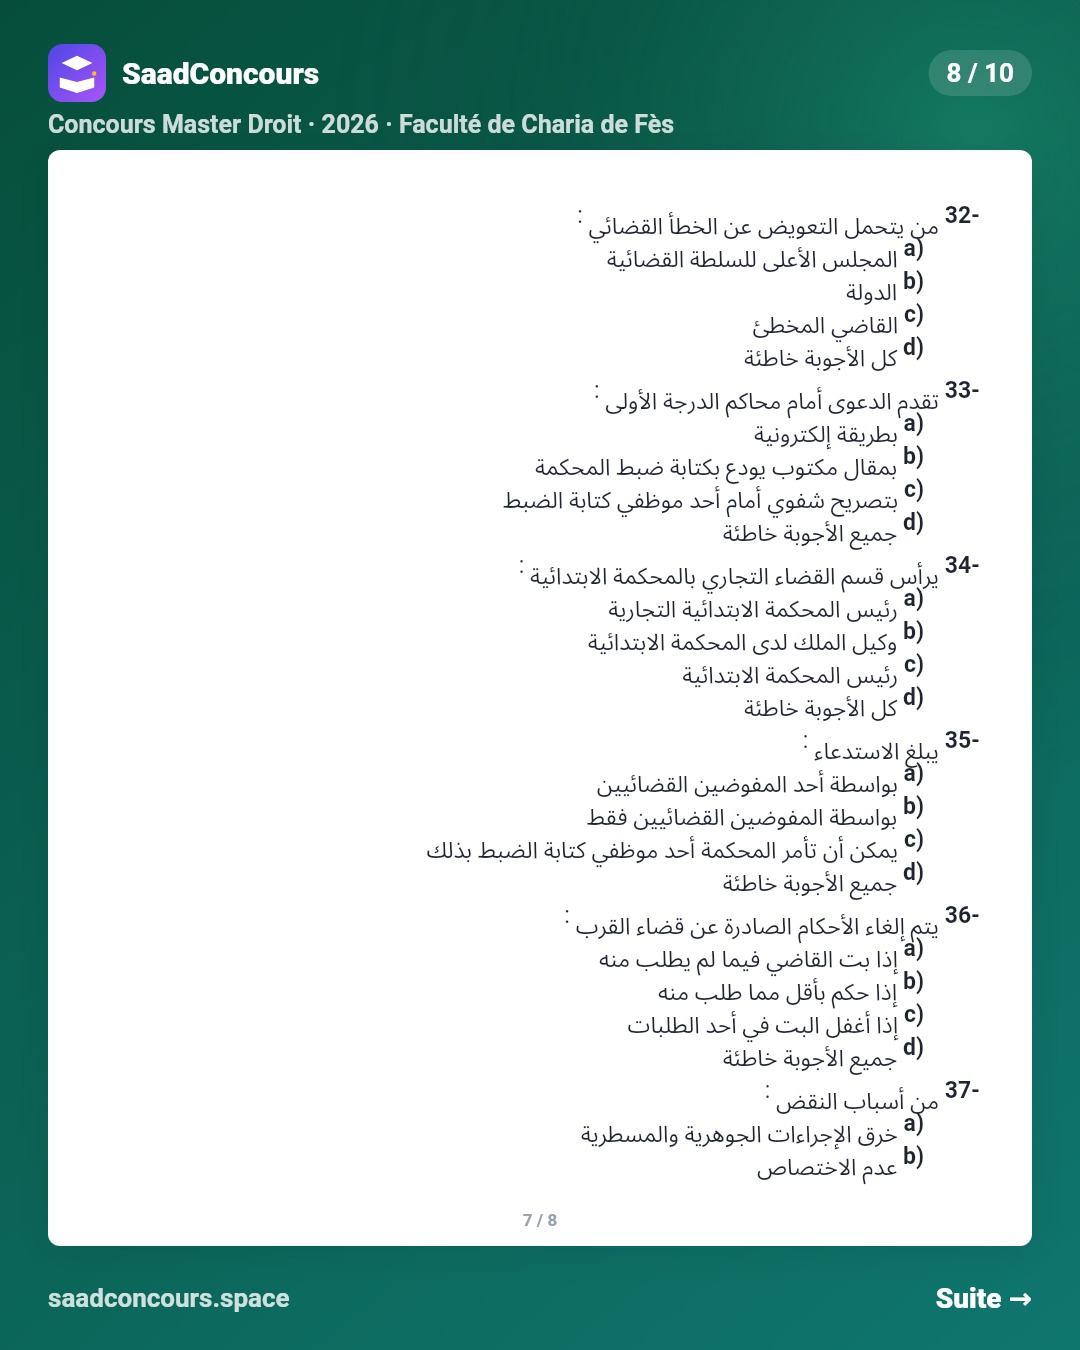 SaadConcours
8 / 10
Concours Master Droit · 2026 · Faculté de Charia de Fès
32- من يتحمل التعويض عن الخطأ القضائي :
a) المجلس الأعلى للسلطة القضائية
b) الدولة
c) القاضي المخطئ
d) كل الأجوبة خاطئة
33- تقدم الدعوى أمام محاكم الدرجة الأولى :
a) بطريقة إلكترونية
b) بمقال مكتوب يودع بكتابة ضبط المحكمة
c) بتصريح شفوي أمام أحد موظفي كتابة الضبط
d) جميع الأجوبة خاطئة
34- يرأس قسم القضاء التجاري بالمحكمة الابتدائية :
a) رئيس المحكمة الابتدائية التجارية
b) وكيل الملك لدى المحكمة الابتدائية
c) رئيس المحكمة الابتدائية
d) كل الأجوبة خاطئة
35- يبلغ الاستدعاء :
a) بواسطة أحد المفوضين القضائيين
b) بواسطة المفوضين القضائيين فقط
c) يمكن أن تأمر المحكمة أحد موظفي كتابة الضبط بذلك
d) جميع الأجوبة خاطئة
36- يتم إلغاء الأحكام الصادرة عن قضاء القرب :
a) إذا بت القاضي فيما لم يطلب منه
b) إذا حكم بأقل مما طلب منه
c) إذا أغفل البت في أحد الطلبات
d) جميع الأجوبة خاطئة
37- من أسباب النقض :
a) خرق الإجراءات الجوهرية والمسطرية
b) عدم الاختصاص
7 / 8
saadconcours.space
Suite →